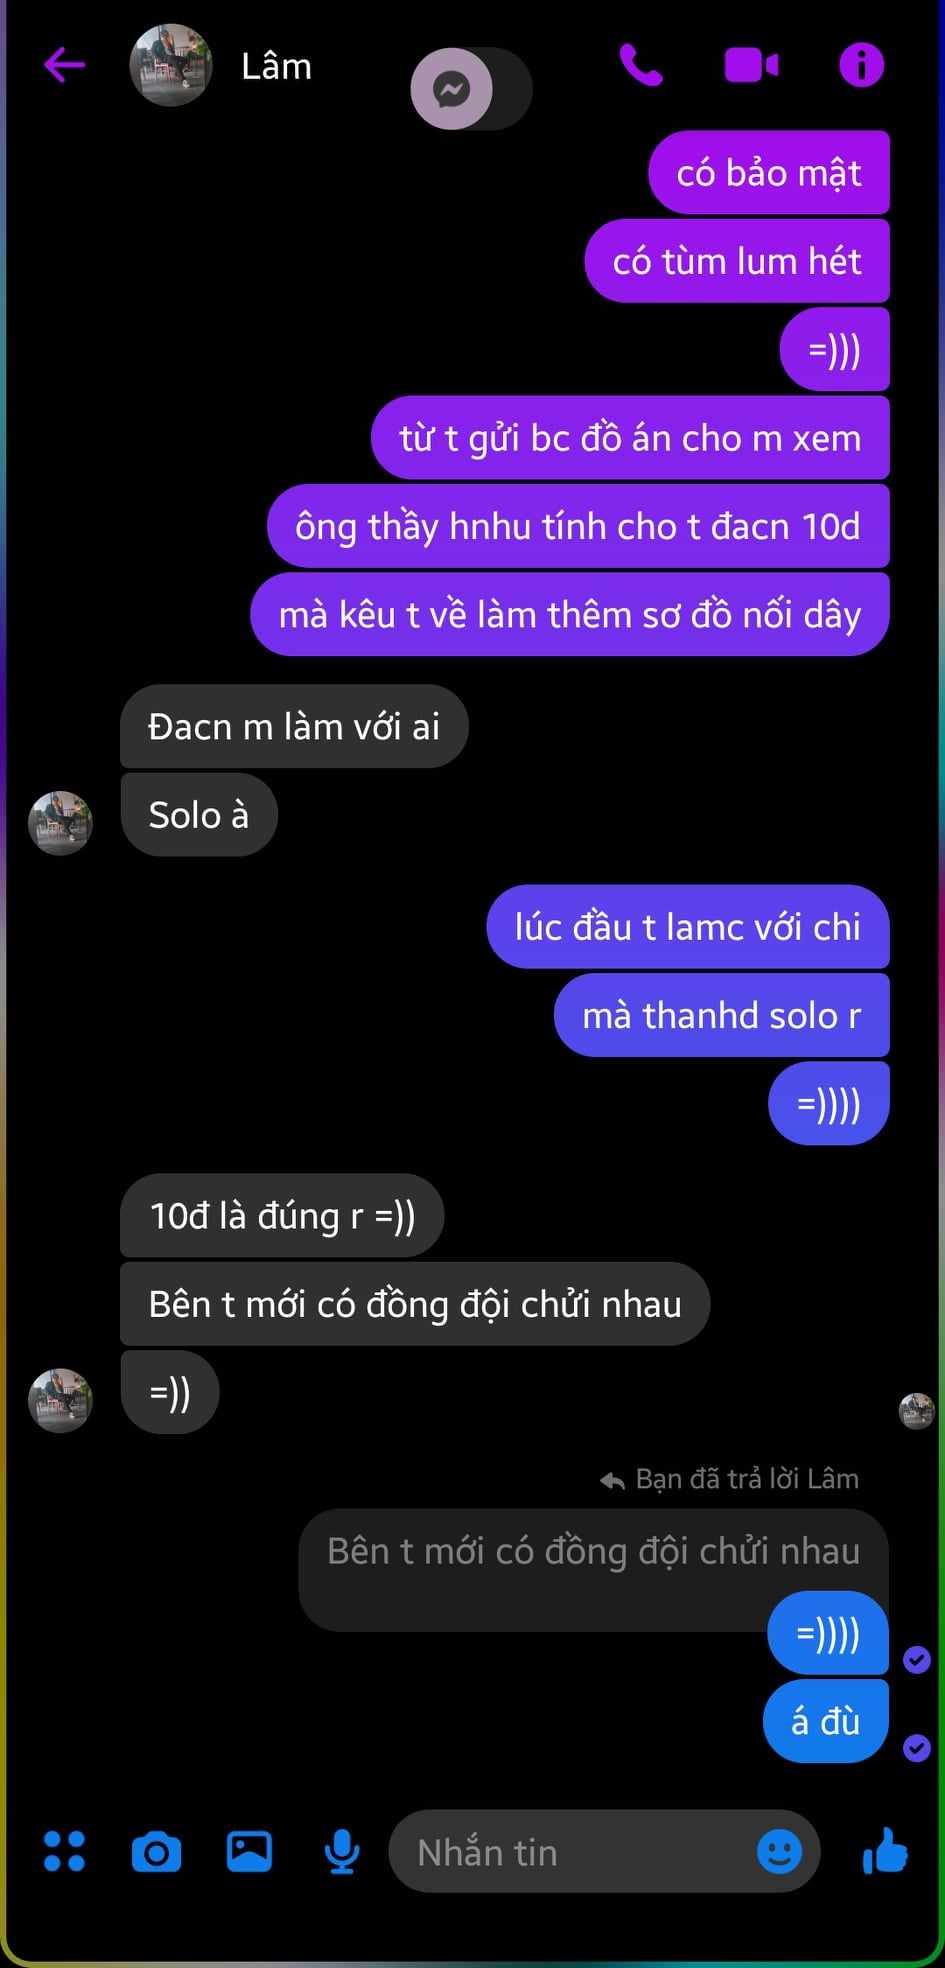 Lâm
có bảo mật
có tùm lum hét
=)))
từ t gửi bc đồ án cho m xem
ông thầy hnhu tính cho t đacn 10d
mà kêu t về làm thêm sơ đồ nối dây
Đacn m làm với ai
Solo à
lúc đầu t lamc với chi
mà thanhd solo r
=))))
10đ là đúng r =))
Bên t mới có đồng đội chửi nhau
=))
Bạn đã trả lời Lâm
Bên t mới có đồng đội chửi nhau
=))))
á đù
Nhắn tin